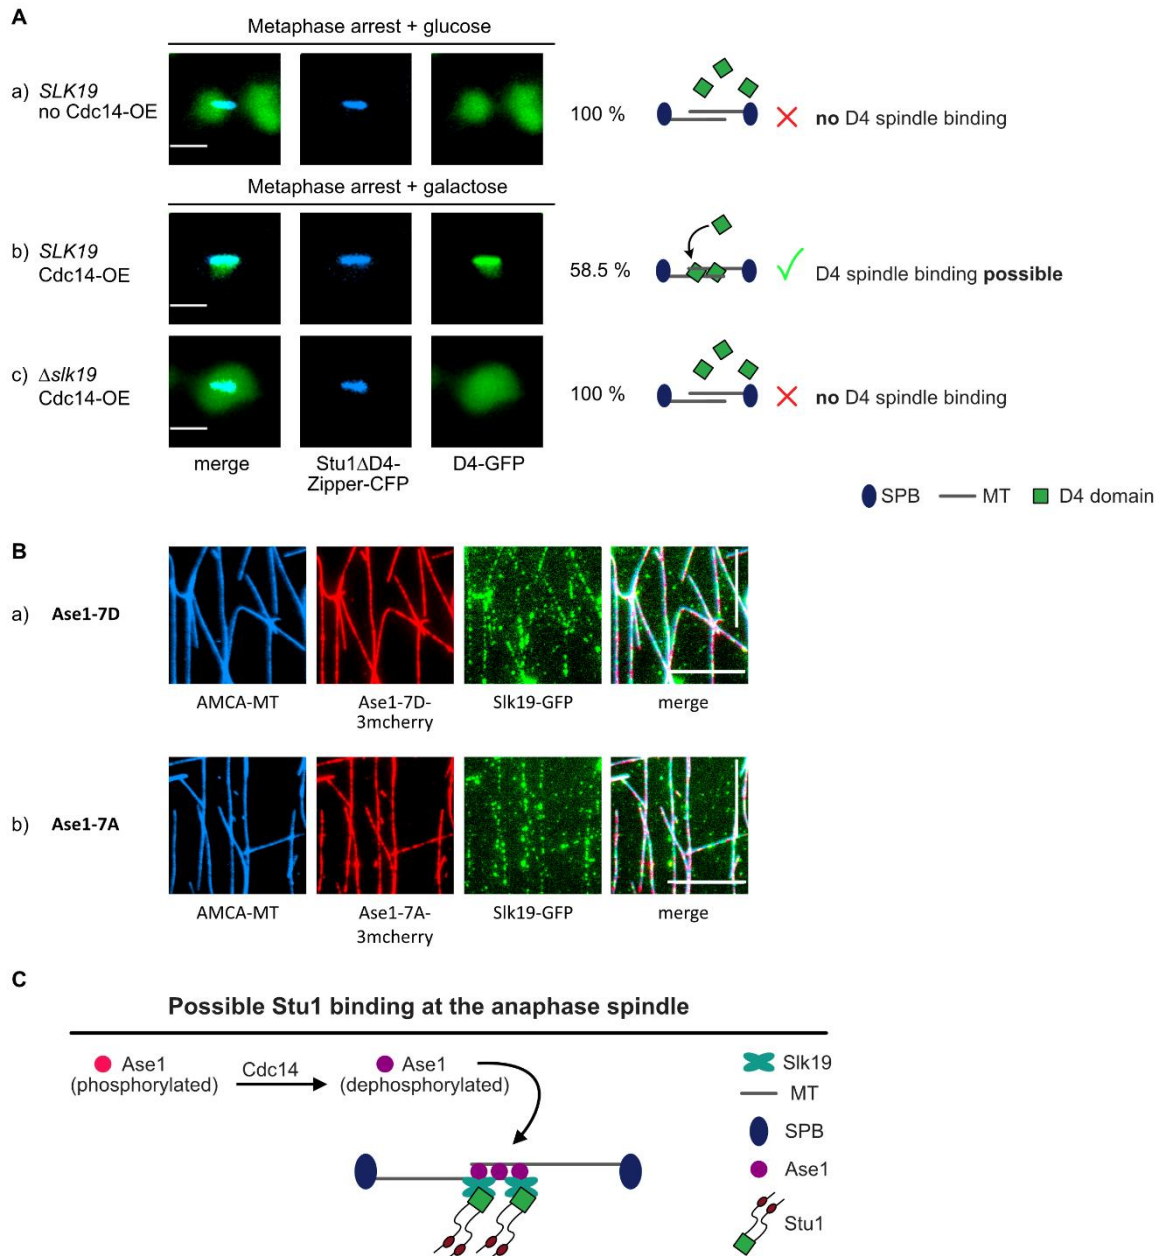 A
Metaphase arrest + glucose
a) SLK19
no Cdc14-OE
100 %
no D4 spindle binding
Metaphase arrest + galactose
b) SLK19
Cdc14-OE
58.5 %
D4 spindle binding possible
c) Δslk19
Cdc14-OE
100 %
no D4 spindle binding
merge
Stu1ΔD4-
Zipper-CFP
D4-GFP
SPB
MT
D4 domain
B
a) Ase1-7D
AMCA-MT
Ase1-7D-
3mcherry
Slk19-GFP
merge
b) Ase1-7A
AMCA-MT
Ase1-7A-
3mcherry
Slk19-GFP
merge
C
Possible Stu1 binding at the anaphase spindle
Ase1
(phosphorylated)
Cdc14
Ase1
(dephosphorylated)
Slk19
MT
SPB
Ase1
Stu1